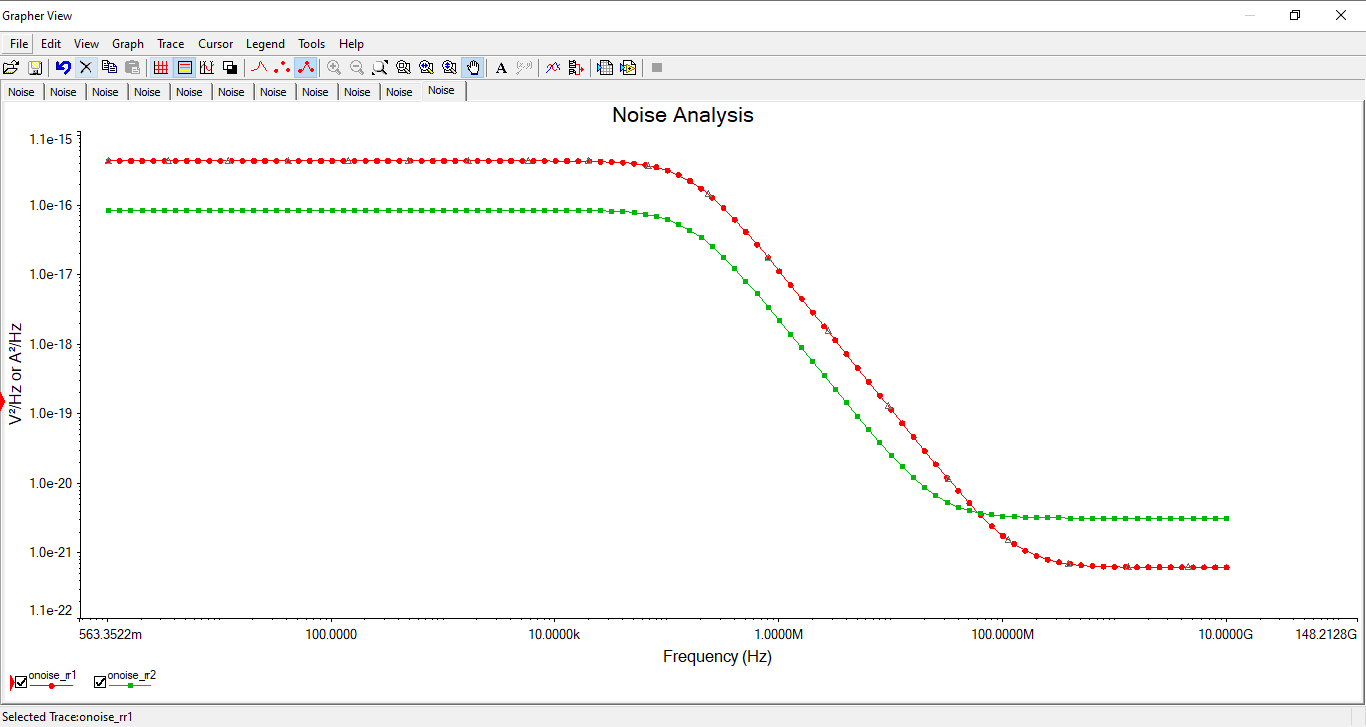 Grapher View
File Edit View Graph Trace Cursor Legend Tools Help
A
Noise Noise Noise Noise Noise Noise Noise Noise Noise Noise Noise
Noise Analysis
1.1e-15
1.0e-16
1.0e-17
1.0e-18
1.0e-19
1.0e-20
1.0e-21
1.1e-22
V²/Hz or A²/Hz
563.3522m 100.0000 10.0000k 1.0000M 100.0000M 10.0000G 148.2128G
Frequency (Hz)
onoise_rr1 onoise_rr2
Selected Trace:onoise_rr1